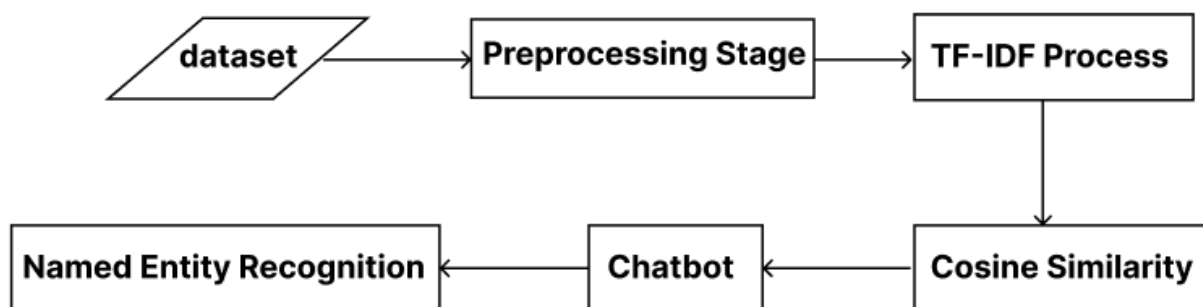 dataset
Preprocessing Stage
TF-IDF Process
Named Entity Recognition
Chatbot
Cosine Similarity